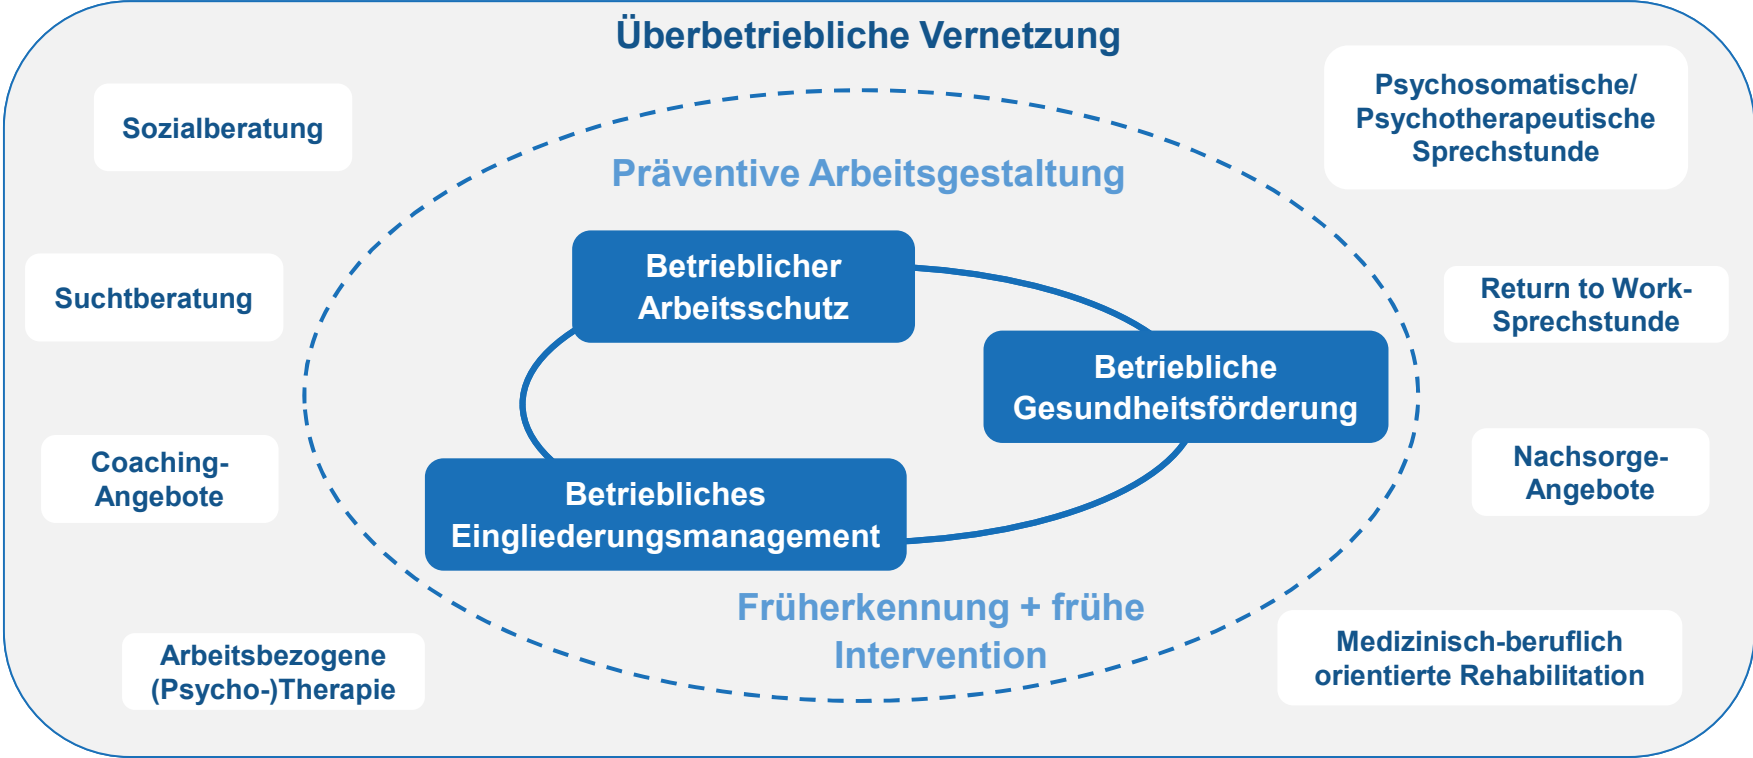 Überbetriebliche Vernetzung
Sozialberatung
Suchtberatung
Coaching-
Angebote
Arbeitsbezogene
(Psycho-)Therapie
Präventive Arbeitsgestaltung
Betrieblicher
Arbeitsschutz
Betriebliche
Gesundheitsförderung
Betriebliches
Eingliederungsmanagement
Früherkennung + frühe
Intervention
Psychosomatische/
Psychotherapeutische
Sprechstunde
Return to Work-
Sprechstunde
Nachsorge-
Angebote
Medizinisch-beruflich
orientierte Rehabilitation